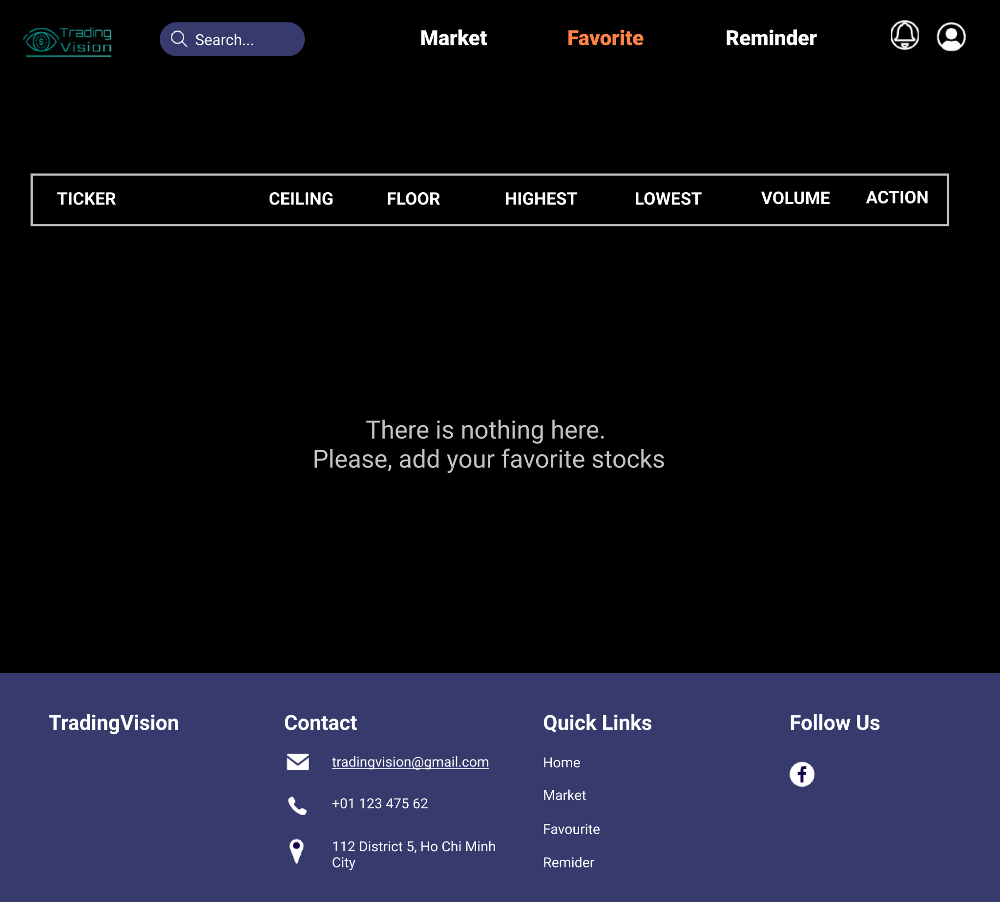 Trading
Vision
Search...
Market
Favorite
Reminder
TICKER
CEILING
FLOOR
HIGHEST
LOWEST
VOLUME
ACTION
There is nothing here.
Please, add your favorite stocks
TradingVision
Contact
tradingvision@gmail.com
+01 123 475 62
112 District 5, Ho Chi Minh
City
Quick Links
Home
Market
Favourite
Remider
Follow Us